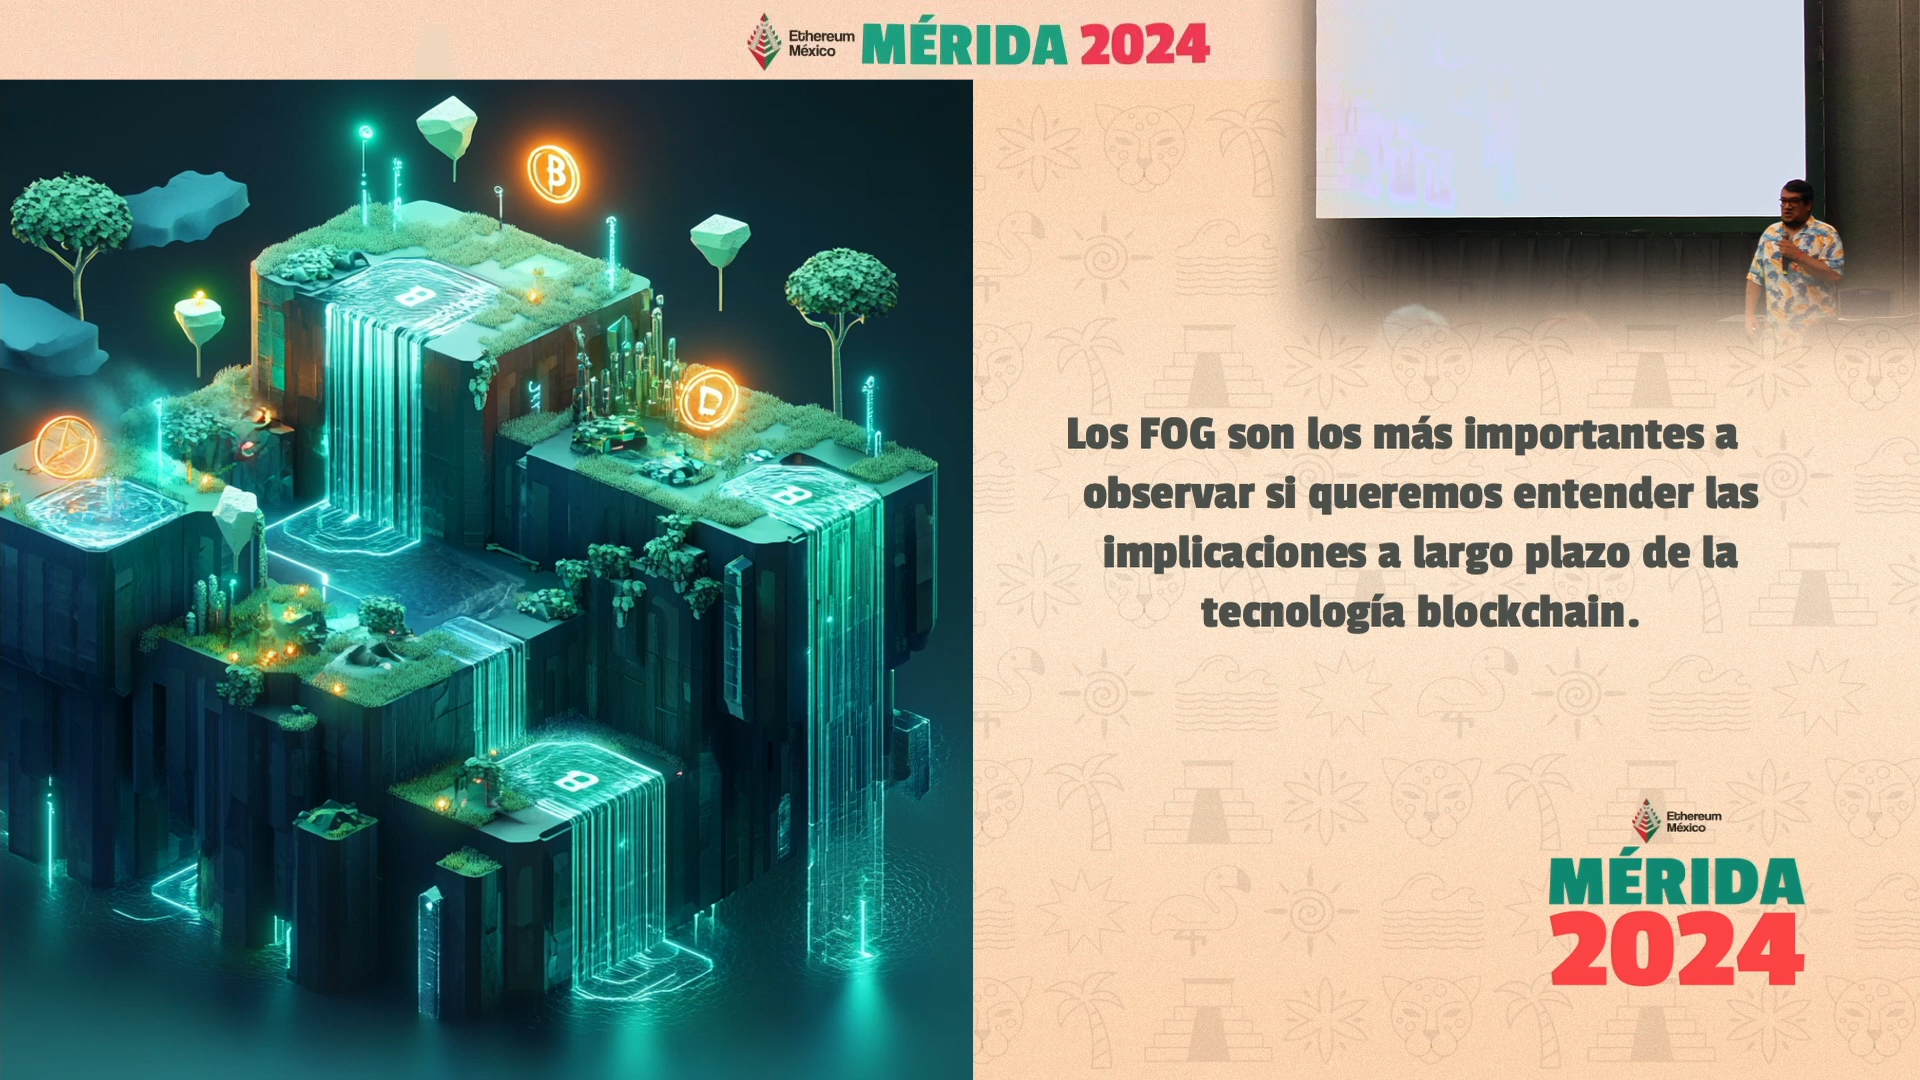 Ethereum
México
MÉRIDA 2024
Los FOG son los más importantes a
observar si queremos entender las
implicaciones a largo plazo de la
tecnología blockchain.
Ethereum
México
MÉRIDA
2024